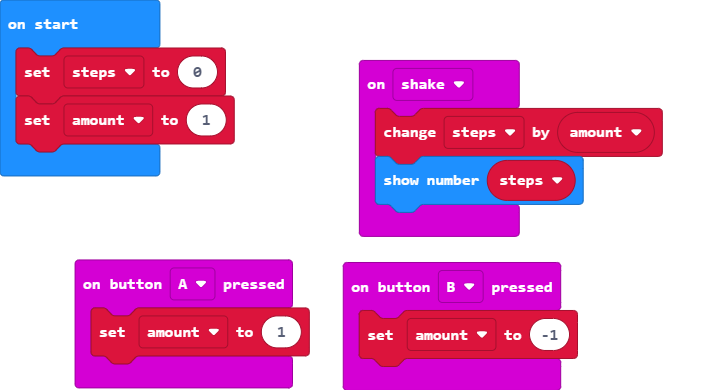 on start
set steps to 0
set amount to 1
on shake
change steps by amount
show number steps
on button A pressed
set amount to 1
on button B pressed
set amount to -1